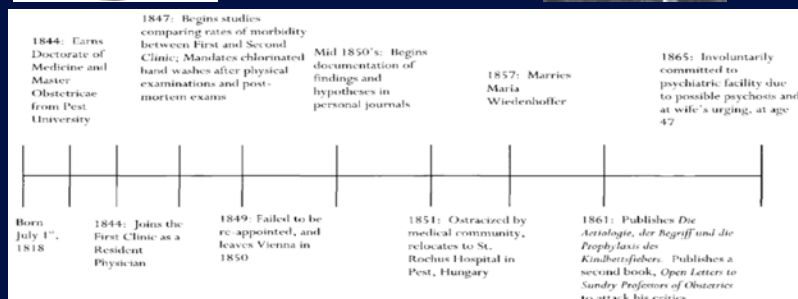 1844: Earns
Doctorate of
Medicine and
Master
Obstetricae
from Pest
University
1847: Begins studies
comparing rates of morbidity
between First and Second
Clinic; Mandates chlorinated
hand washes after physical
examinations and post-
mortem exams
Mid 1850's: Begins
documentation of
findings and
hypotheses in
personal journals
1857: Marries
Maria
Wiedenhoffer
1865: Involuntarily
committed to
psychiatric facility due
to possible psychosis and
at wife's urging, at age
47
Born
July 1st,
1818
1844: Joins the
First Clinic as a
Resident
Physician
1849: Failed to be
re-appointed, and
leaves Vienna in
1850
1851: Ostracized by
medical community,
relocates to St.
Rochus Hospital in
Pest, Hungary
1861: Publishes Die
Aetiologie, der Begriff und die
Prophylaxis des
Kindbettfiebers. Publishes a
second book, Open Letters to
Sundry Professors of Obstetrics
to attack his critics